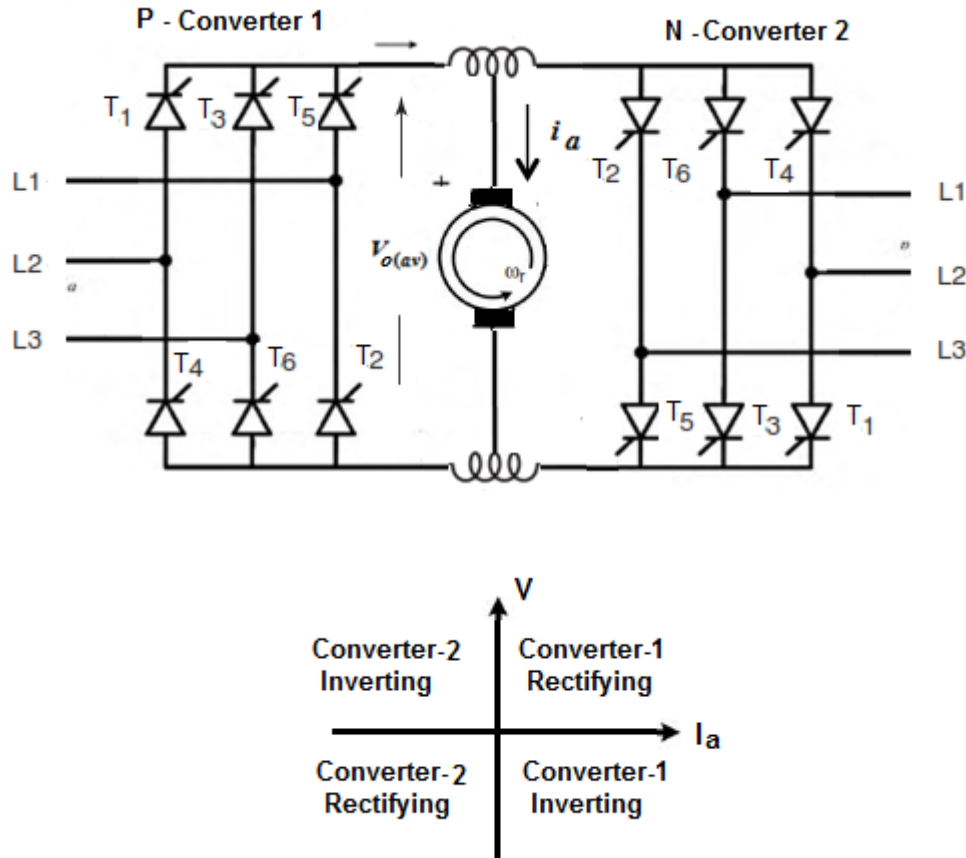 P - Converter 1
N - Converter 2
T1
T3
T5
T2
T6
T4
i a
L1
L2
a
L3
+
Vo(av)
ωr
L1
L2
L3
T4
T6
T2
T5
T3
T1
V
Converter-2
Inverting
Converter-1
Rectifying
Ia
Converter-2
Rectifying
Converter-1
Inverting